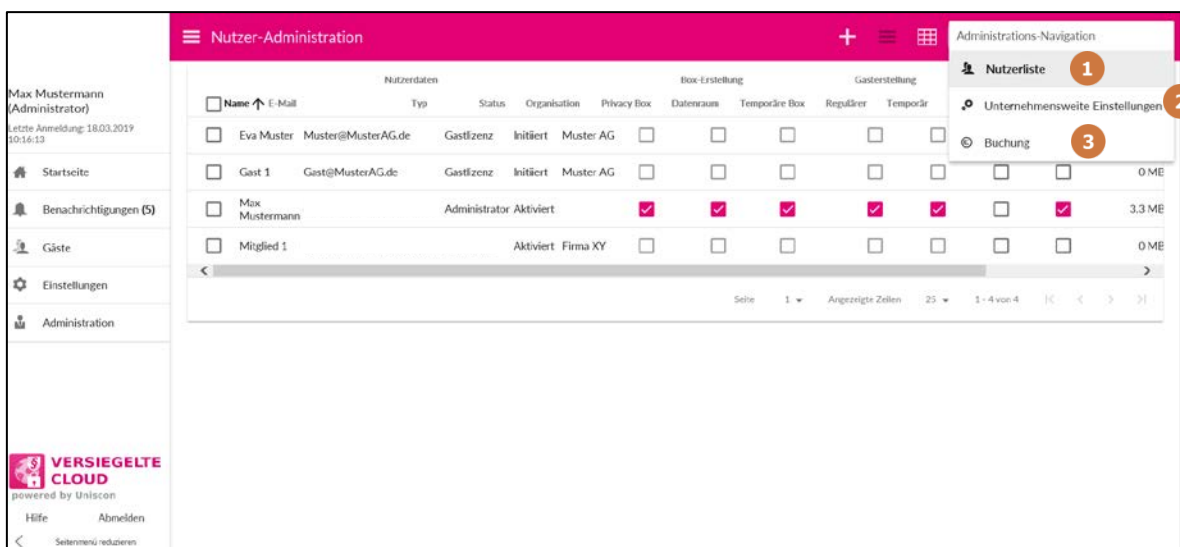 Nutzer-Administration
Administrations-Navigation
Nutzerliste 1
Unternehmensweite Einstellungen 2
Buchung 3
Max Mustermann
(Administrator)
Letzte Anmeldung: 18.03.2019
10:16:13
Startseite
Benachrichtigungen (5)
Gäste
Einstellungen
Administration
Nutzerdaten Box-Erstellung Gasterstellung
Name E-Mail Typ Status Organisation Privacy Box Datenraum Temporäre Box Regulärer Temporär
Eva Muster Muster@MusterAG.de Gastlizenz Initiiert Muster AG
Gast 1 Gast@MusterAG.de Gastlizenz Initiiert Muster AG 0 MB
Max
Mustermann Administrator Aktiviert 3.3 MB
Mitglied 1 Aktiviert Firma XY 0 MB
Seite 1 Angezeigte Zeilen 25 1 - 4 von 4
VERSIEGELTE
CLOUD
powered by Uniscon
Hilfe Abmelden
Seitenmenü reduzieren